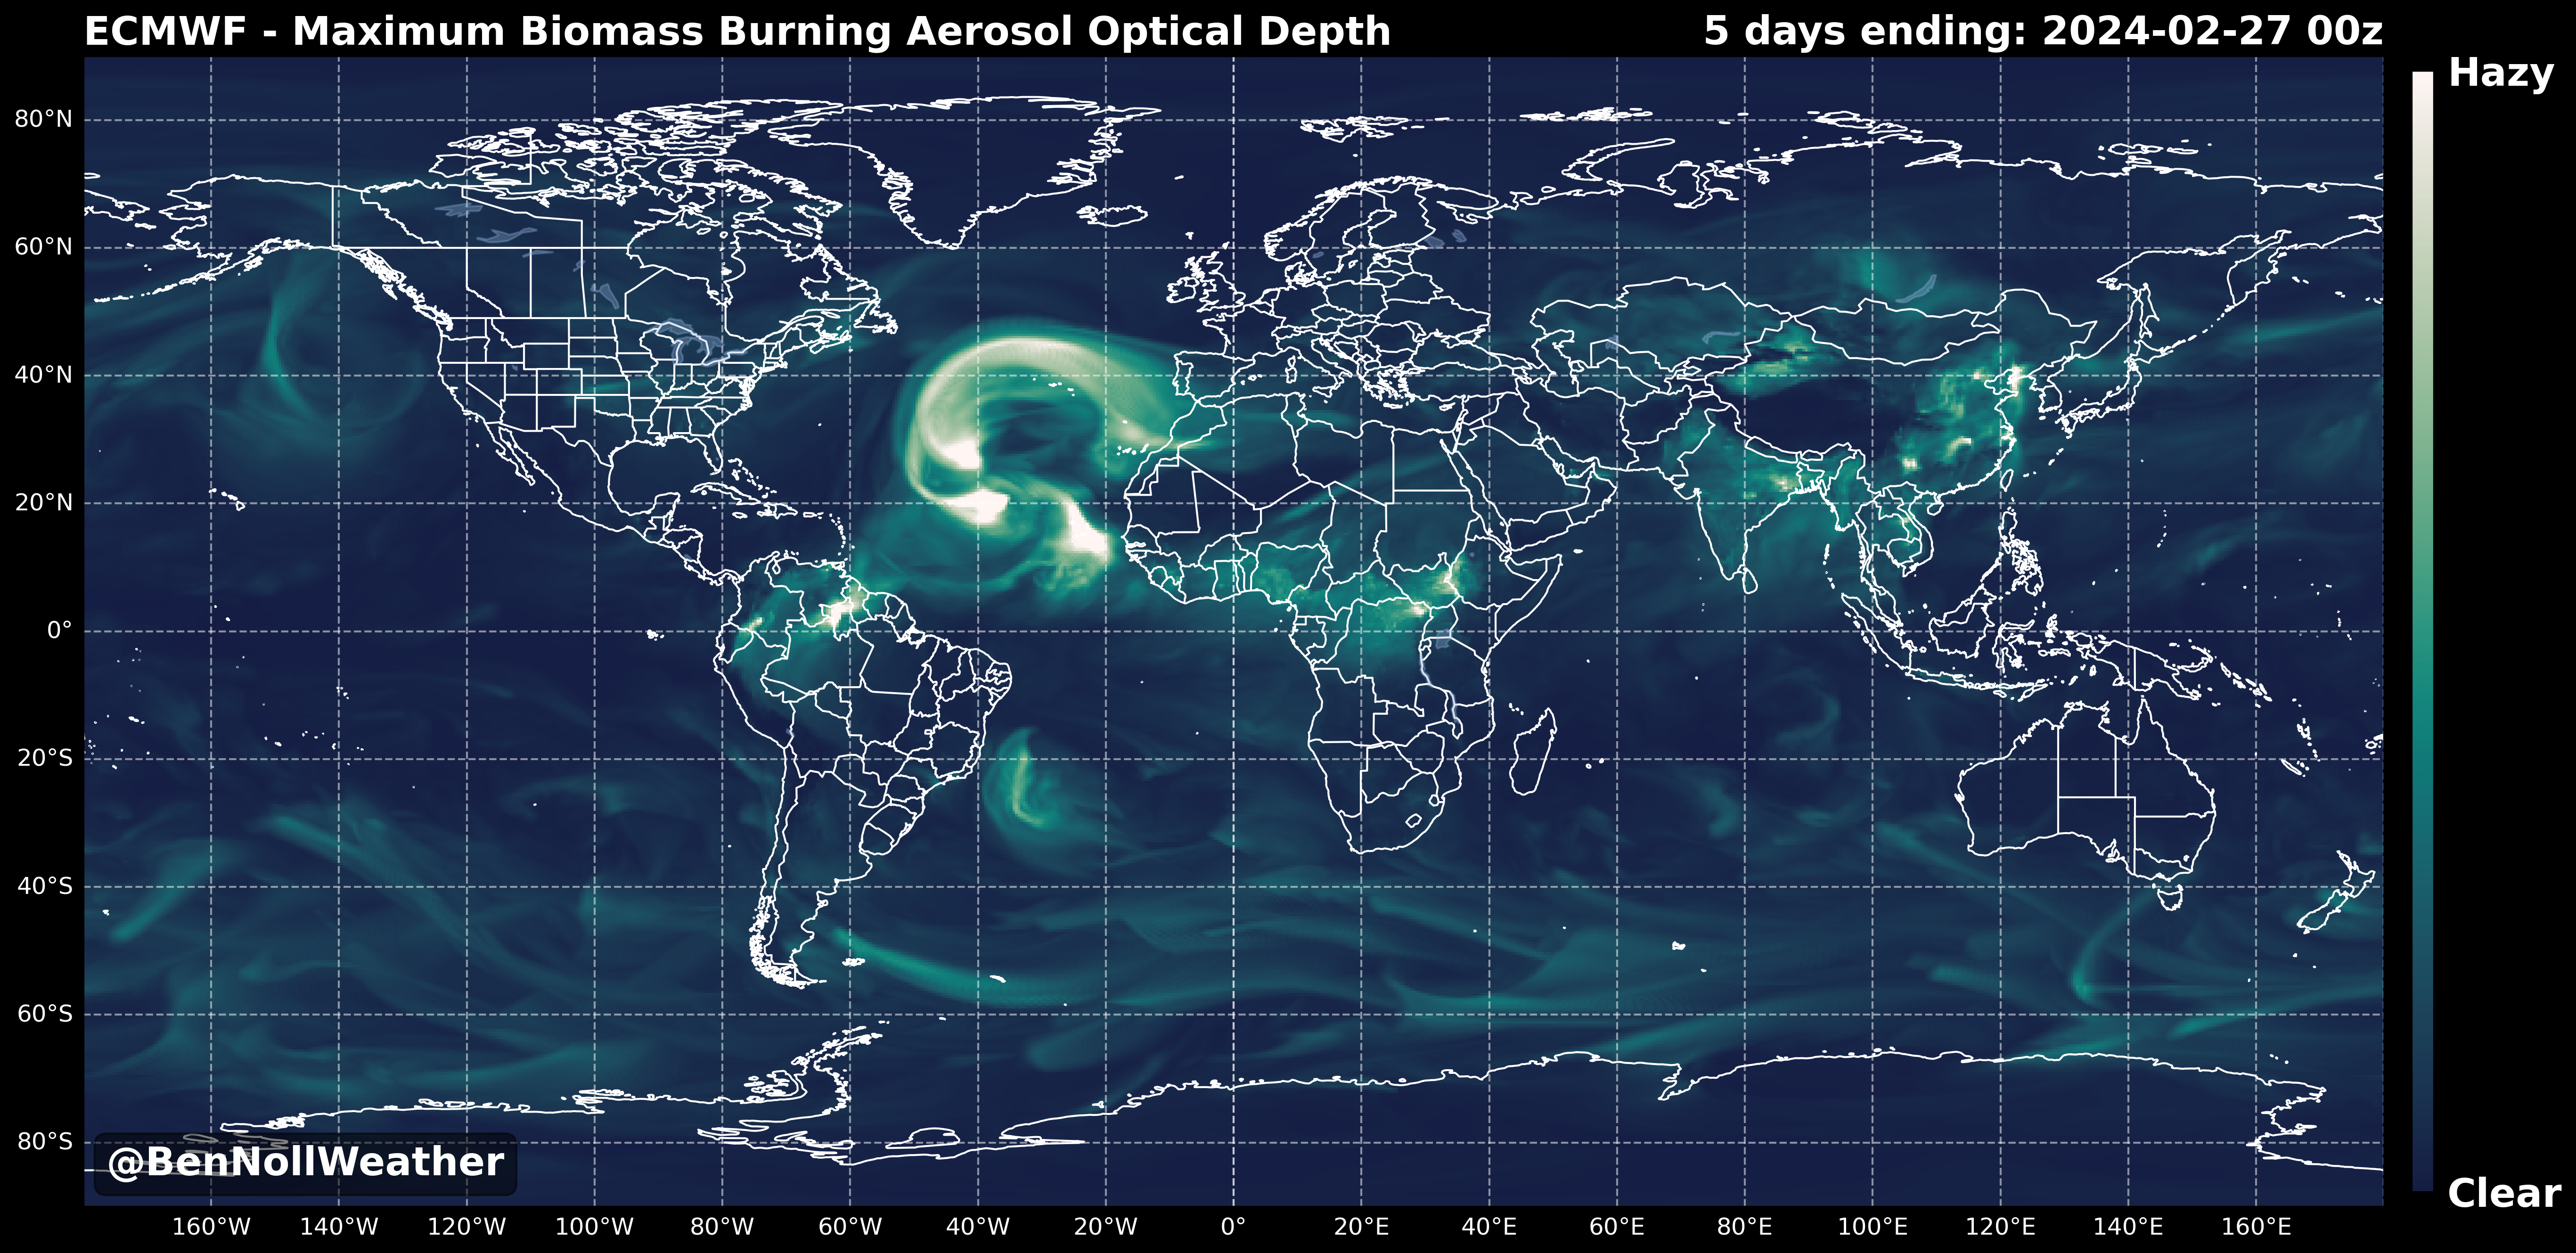 ECMWF - Maximum Biomass Burning Aerosol Optical Depth 5 days ending: 2024-02-27 00z
Hazy
80°N
60°N
40°N
20°N
0°
20°S
40°S
60°S
80°S
@BenNollWeather
Clear
160°W 140°W 120°W 100°W 80°W 60°W 40°W 20°W 0° 20°E 40°E 60°E 80°E 100°E 120°E 140°E 160°E